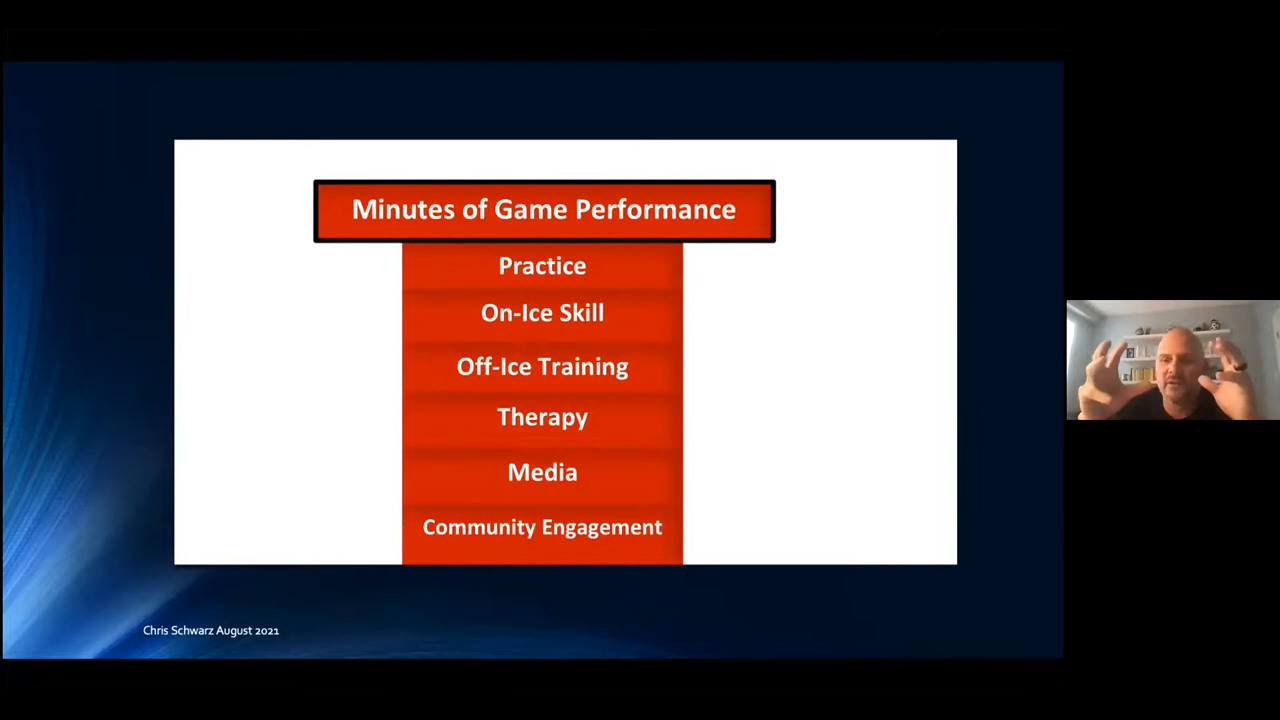 Minutes of Game Performance
Practice
On-Ice Skill
Off-Ice Training
Therapy
Media
Community Engagement
Chris Schwarz August 2021